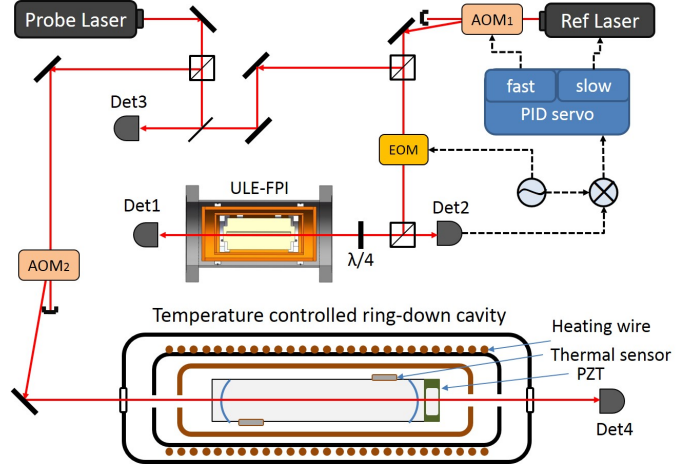 Probe Laser
AOM₁
Ref Laser
fast
slow
PID servo
Det3
EOM
ULE-FPI
Det1
Det2
λ/4
AOM₂
Temperature controlled ring-down cavity
Heating wire
Thermal sensor
PZT
Det4